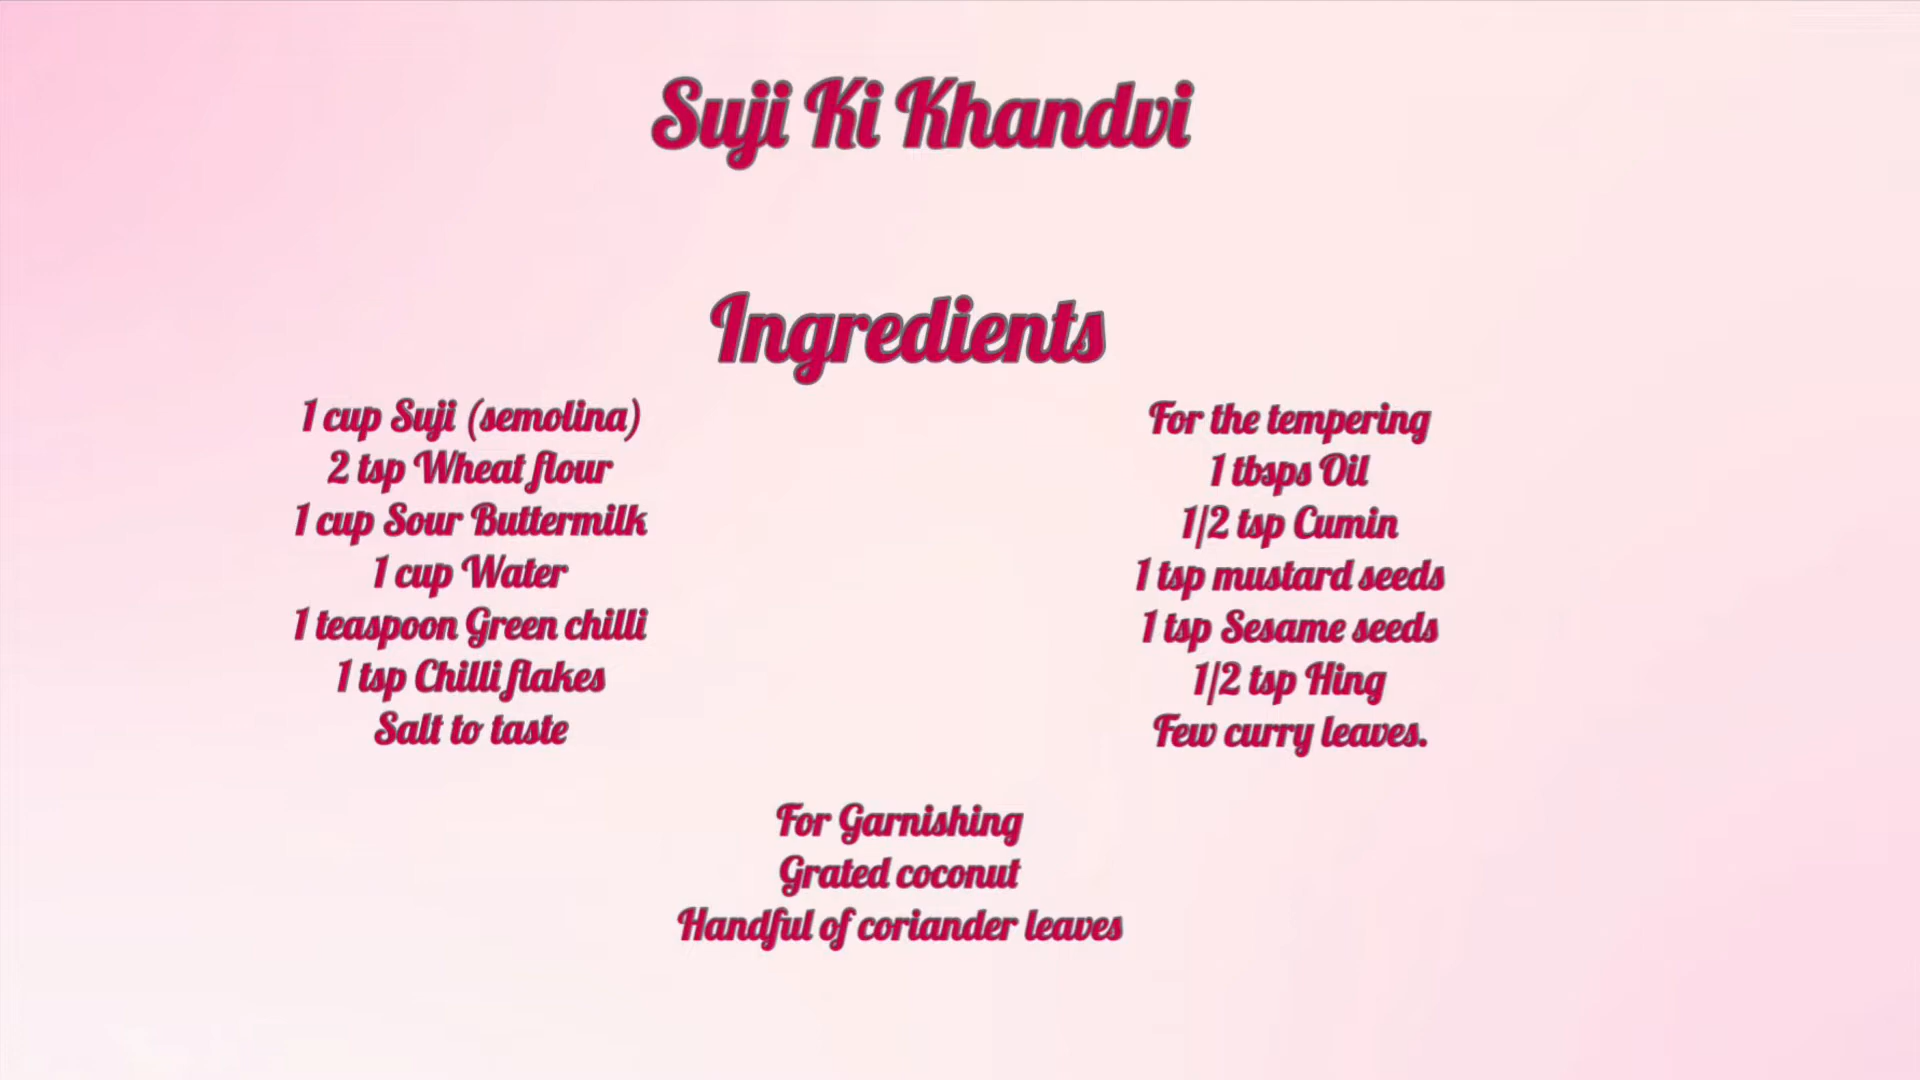 Suji Ki Khandvi
Ingredients
1 cup Suji (semolina)
2 tsp Wheat flour
1 cup Sour Buttermilk
1 cup Water
1 teaspoon Green chilli
1 tsp Chilli flakes
Salt to taste
For the tempering
1 tbsps Oil
1/2 tsp Cumin
1 tsp mustard seeds
1 tsp Sesame seeds
1/2 tsp Hing
Few curry leaves.
For Garnishing
Grated coconut
Handful of coriander leaves